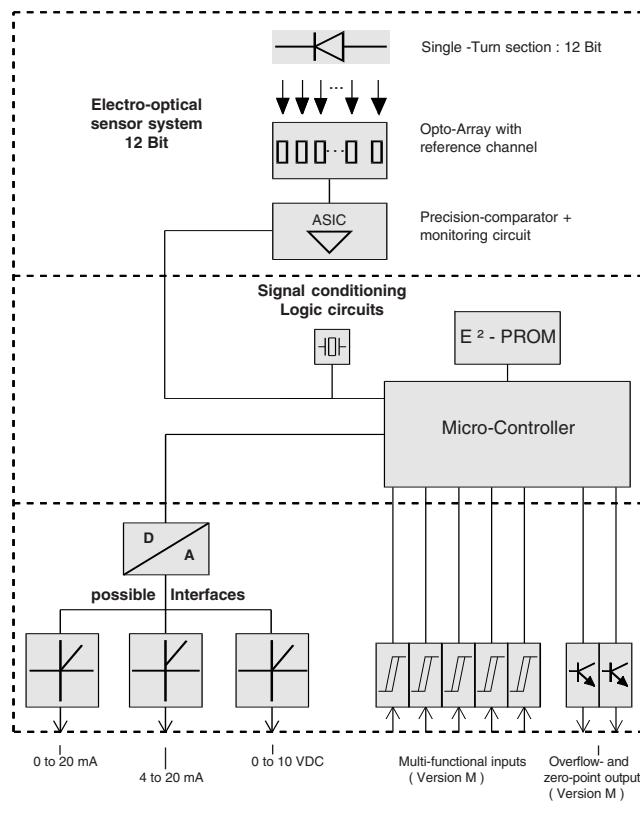 Single -Turn section : 12 Bit
...
Electro-optical
sensor system
12 Bit
Opto-Array with
reference channel
...
ASIC
Precision-comparator +
monitoring circuit
Signal conditioning
Logic circuits
E ² - PROM
Micro-Controller
D
A
possible Interfaces
0 to 20 mA
4 to 20 mA
0 to 10 VDC
Multi-functional inputs
( Version M )
Overflow- and
zero-point output
( Version M )